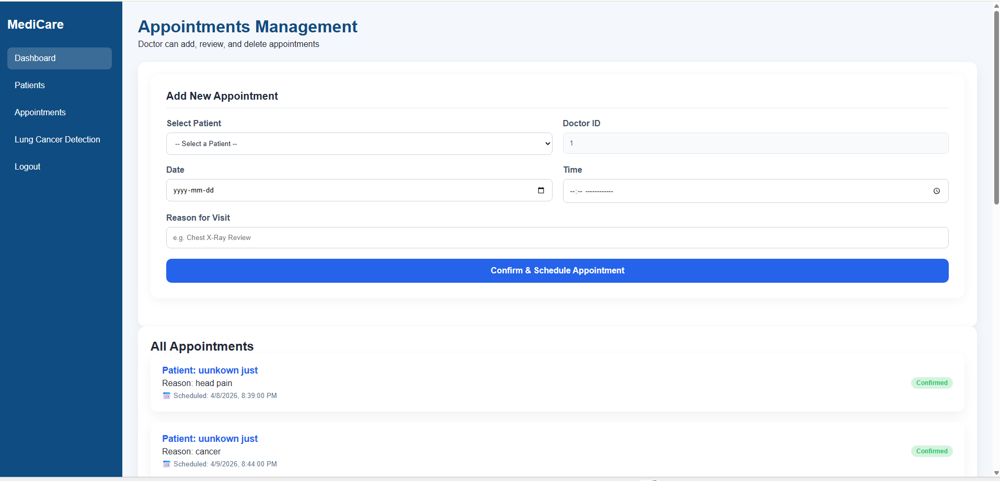 MediCare
Dashboard
Patients
Appointments
Lung Cancer Detection
Logout
Appointments Management
Doctor can add, review, and delete appointments
Add New Appointment
Select Patient
-- Select a Patient --
Doctor ID
1
Date
yyyy-mm-dd
Time
--:-- ------------
Reason for Visit
e.g. Chest X-Ray Review
Confirm & Schedule Appointment
All Appointments
Patient: uunkown just
Reason: head pain
Scheduled: 4/8/2026, 8:39:00 PM
Confirmed
Patient: uunkown just
Reason: cancer
Scheduled: 4/9/2026, 8:44:00 PM
Confirmed